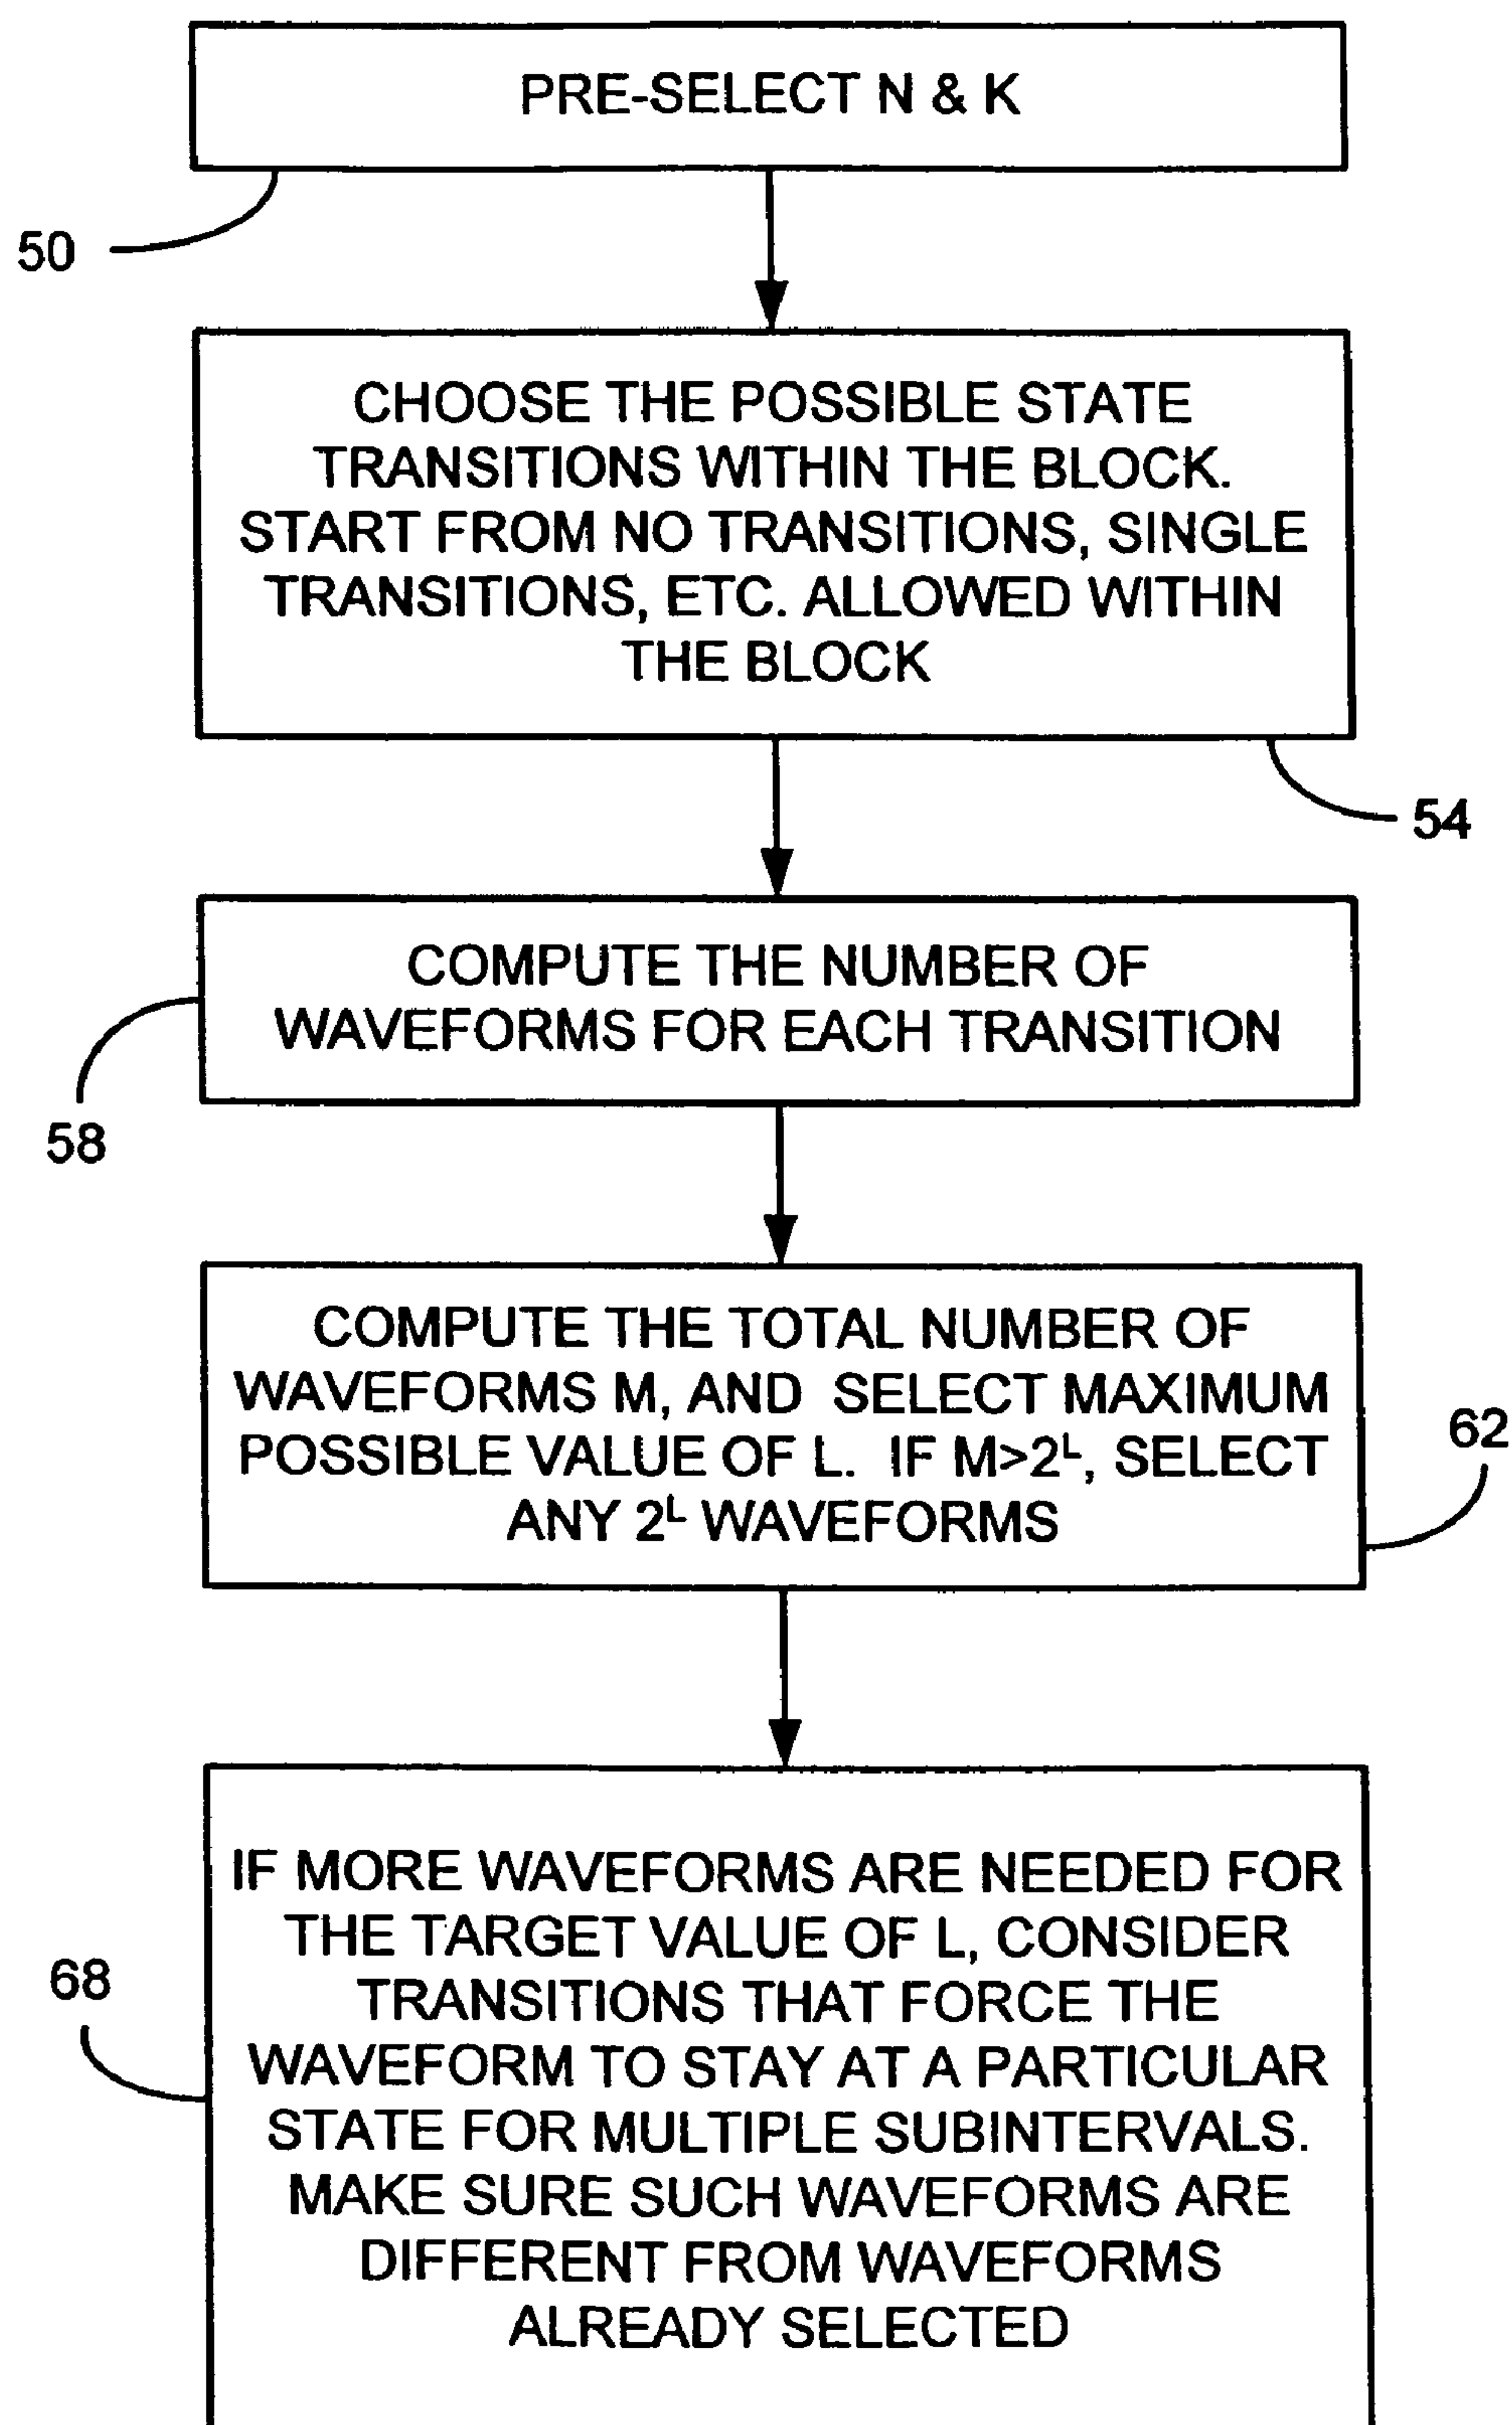 PRE-SELECT N & K
50
CHOOSE THE POSSIBLE STATE
TRANSITIONS WITHIN THE BLOCK.
START FROM NO TRANSITIONS, SINGLE
TRANSITIONS, ETC. ALLOWED WITHIN
THE BLOCK
54
COMPUTE THE NUMBER OF
WAVEFORMS FOR EACH TRANSITION
58
COMPUTE THE TOTAL NUMBER OF
WAVEFORMS M, AND SELECT MAXIMUM
POSSIBLE VALUE OF L. IF M>2ᴸ, SELECT
ANY 2ᴸ WAVEFORMS
62
IF MORE WAVEFORMS ARE NEEDED FOR
THE TARGET VALUE OF L, CONSIDER
TRANSITIONS THAT FORCE THE
WAVEFORM TO STAY AT A PARTICULAR
STATE FOR MULTIPLE SUBINTERVALS.
MAKE SURE SUCH WAVEFORMS ARE
DIFFERENT FROM WAVEFORMS
ALREADY SELECTED
68